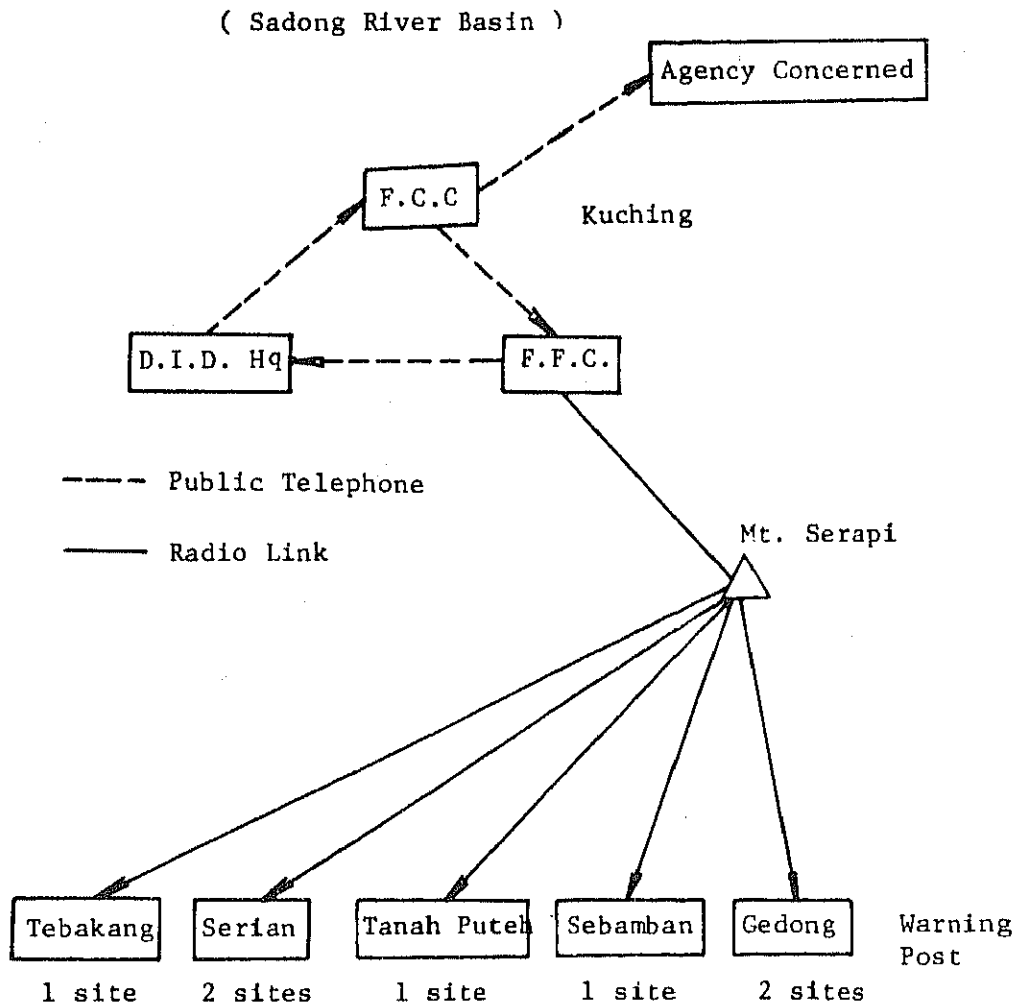 ( Sadong River Basin )
Agency Concerned
F.C.C
Kuching
D.I.D. Hq
F.F.C.
Public Telephone
Radio Link
Mt. Serapi
Tebakang
Serian
Tanah Puteh
Sebamban
Gedong
Warning
Post
1 site
2 sites
1 site
1 site
2 sites